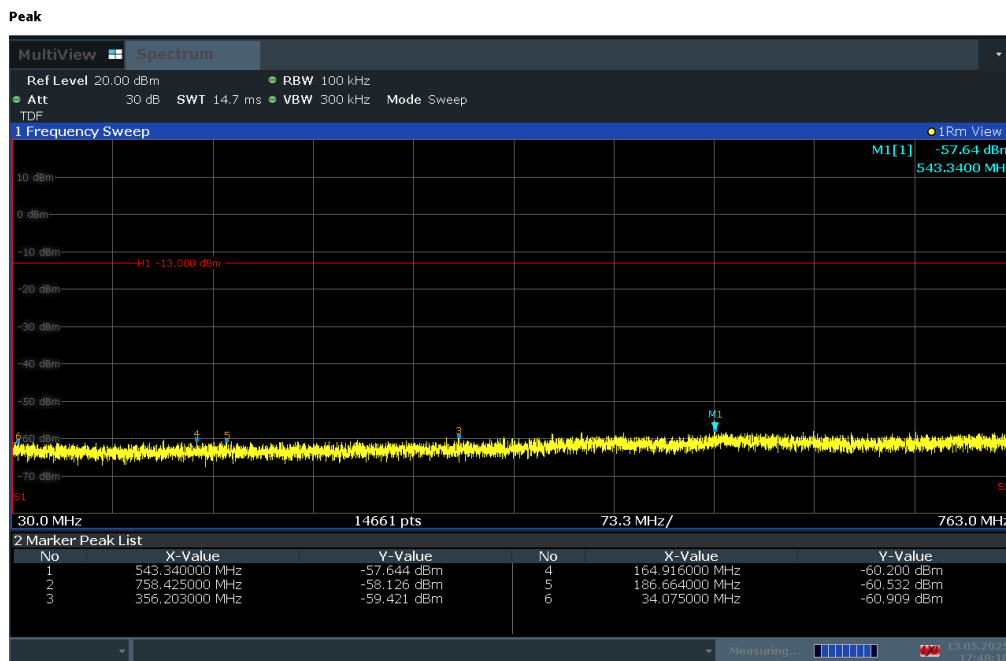 Peak
MultiView Spectrum
Ref Level 20.00 dBm RBW 100 kHz
Att 30 dB SWT 14.7 ms VBW 300 kHz Mode Sweep
TDF
1 Frequency Sweep 1Rm View
M1[1] -57.64 dBm
543.3400 MH
10 dBm
0 dBm
-10 dBm
H1 -13.000 dBm
-20 dBm
-30 dBm
-40 dBm
-50 dBm
M1
6 4 5 3
-60 dBm
-70 dBm
S1 S
30.0 MHz 14661 pts 73.3 MHz/ 763.0 MHz
2 Marker Peak List
No X-Value Y-Value No X-Value Y-Value
1 543.340000 MHz -57.644 dBm 4 164.916000 MHz -60.200 dBm
2 758.425000 MHz -58.126 dBm 5 186.664000 MHz -60.532 dBm
3 356.203000 MHz -59.421 dBm 6 34.075000 MHz -60.909 dBm
Measuring... 13.05.202